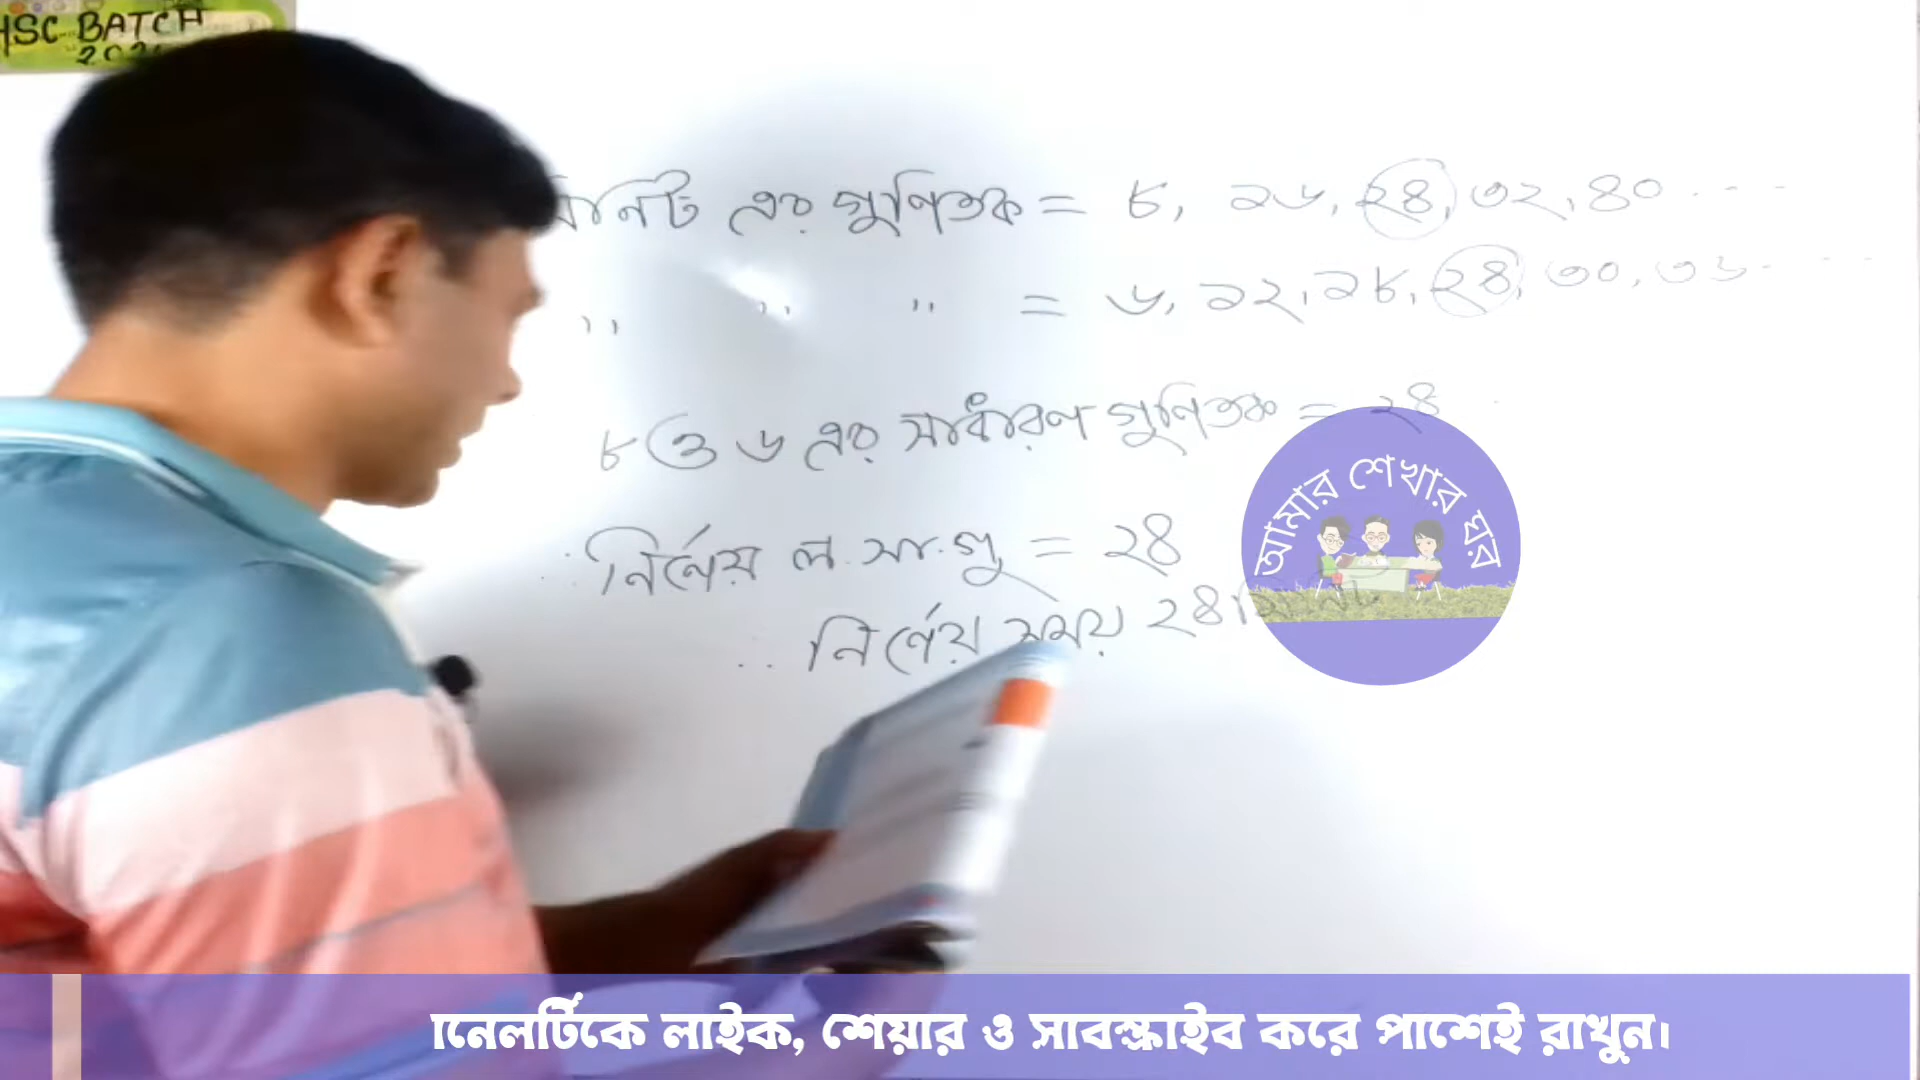 HSC-BATCH
এর গুণিতক = ৮, ১৬, ২৪, ৩২, ৪০ ...
" " " = ৬, ১২, ১৮, ২৪, ৩০, ৩৬ ...
৮ ও ৬ এর সাধারণ গুণিতক = ২৪
নির্ণেয় ল.সা.গু = ২৪
∴ নির্ণেয় সময় ২৪
আমার শেখার ঘর
নেলটিকে লাইক, শেয়ার ও সাবস্ক্রাইব করে পাশেই রাখুন।